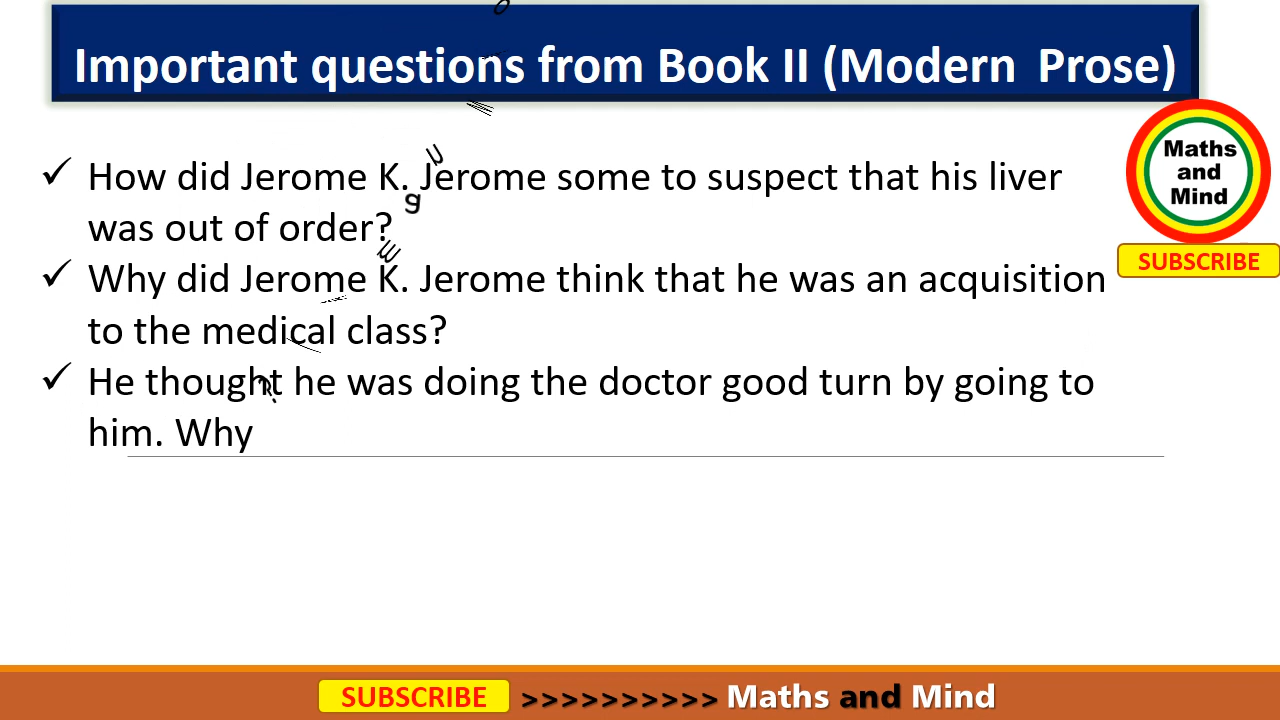 Important questions from Book II (Modern Prose)
✓ How did Jerome K. Jerome some to suspect that his liver
was out of order?
✓ Why did Jerome K. Jerome think that he was an acquisition
to the medical class?
✓ He thought he was doing the doctor good turn by going to
him. Why
Maths
and
Mind
SUBSCRIBE
SUBSCRIBE >>>>>>>>>> Maths and Mind